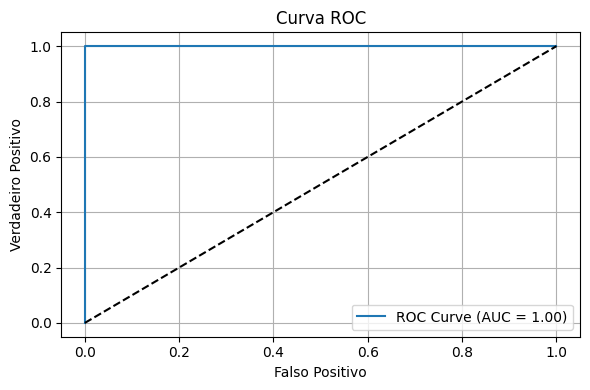 Curva ROC
1.0
0.8
0.6
0.4
0.2
0.0
Verdadeiro Positivo
ROC Curve (AUC = 1.00)
0.0 0.2 0.4 0.6 0.8 1.0
Falso Positivo